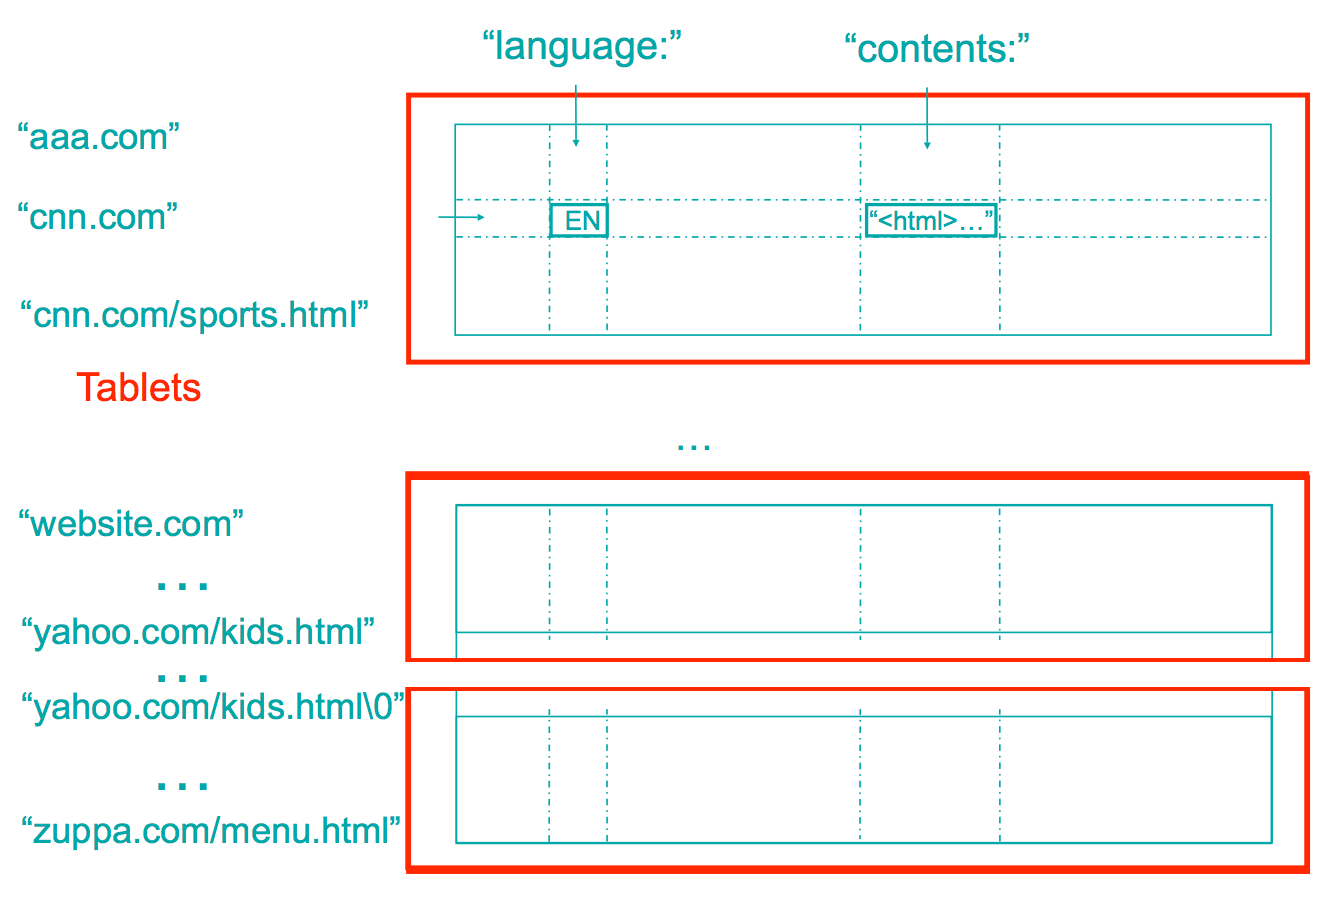 “language:”
“contents:”
“aaa.com”
“cnn.com”
EN
“<html>…”
“cnn.com/sports.html”
Tablets
…
“website.com”
…
“yahoo.com/kids.html”
…
“yahoo.com/kids.html\0”
…
“zuppa.com/menu.html”